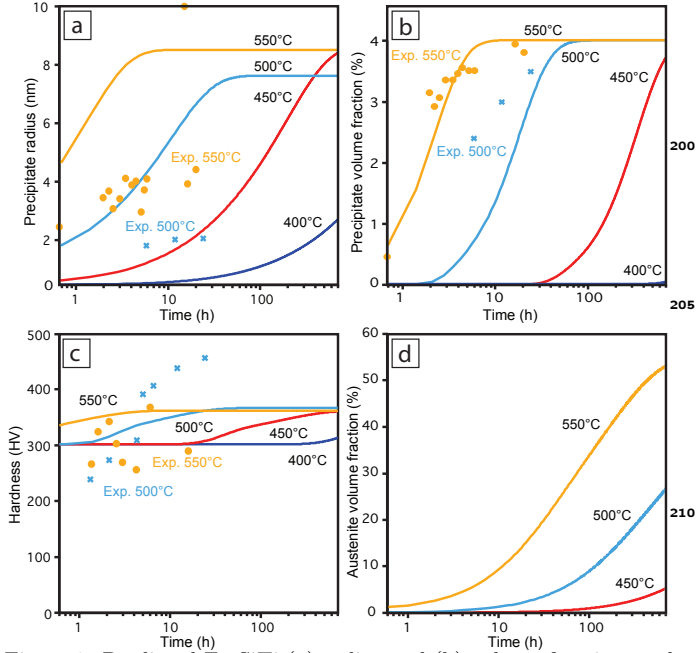 a
Precipitate radius (nm)
10
8
6
4
2
0
550°C
500°C
450°C
400°C
Exp. 550°C
Exp. 500°C
1
10
100
Time (h)
b
Precipitate volume fraction (%)
4
3
2
1
0
550°C
500°C
450°C
400°C
Exp. 550°C
Exp. 500°C
1
10
100
Time (h)
200
205
c
Hardness (HV)
500
400
300
200
100
0
550°C
500°C
450°C
400°C
Exp. 550°C
Exp. 500°C
1
10
100
Time (h)
d
Austenite volume fraction (%)
60
50
40
30
20
10
0
550°C
500°C
450°C
1
10
100
Time (h)
210